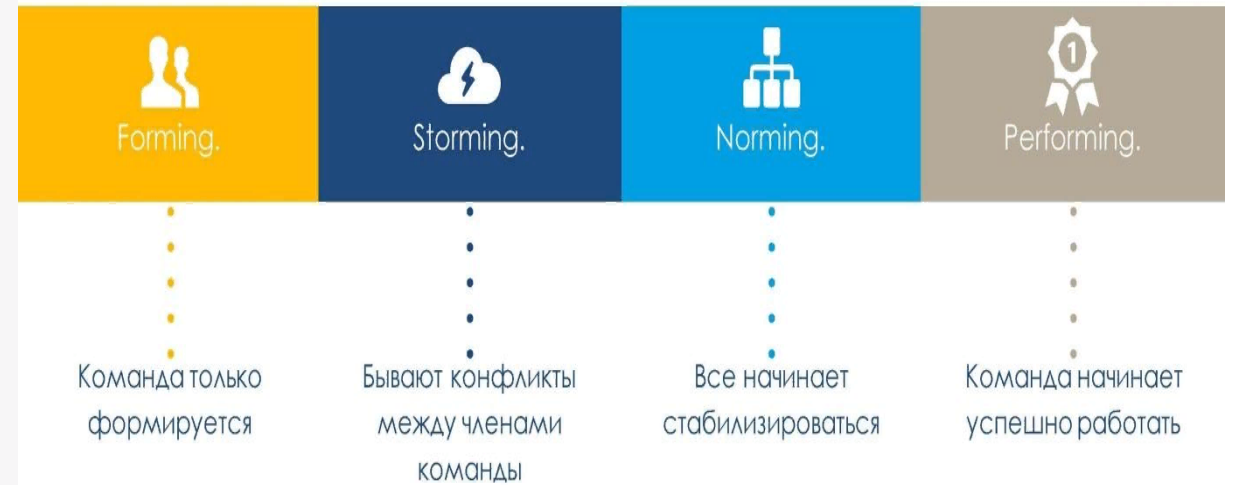 1
Forming.
Storming.
Norming.
Performing.
Команда только
формируется
Бывают конфликты
между членами
команды
Все начинает
стабилизироваться
Команда начинает
успешно работать